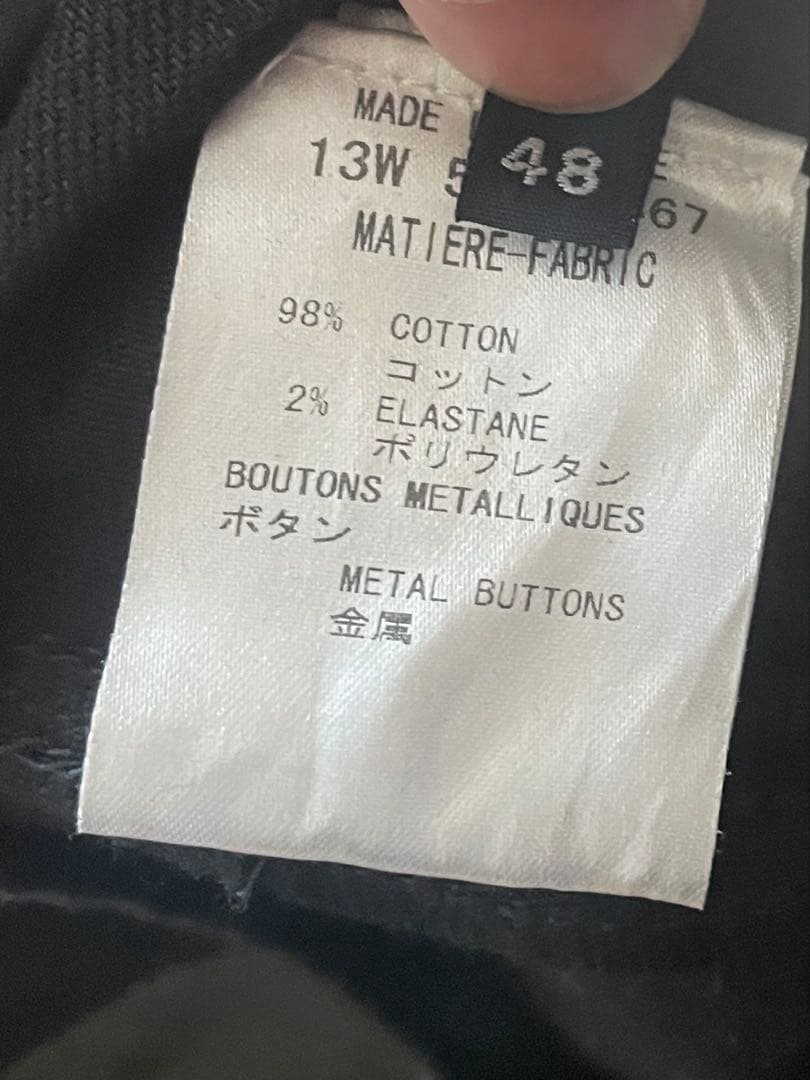 MADE
13W 5
48
67
MATIERE-FABRIC
98% COTTON
コットン
2% ELASTANE
ポリウレタン
BOUTONS METALLIQUES
ボタン
METAL BUTTONS
金属